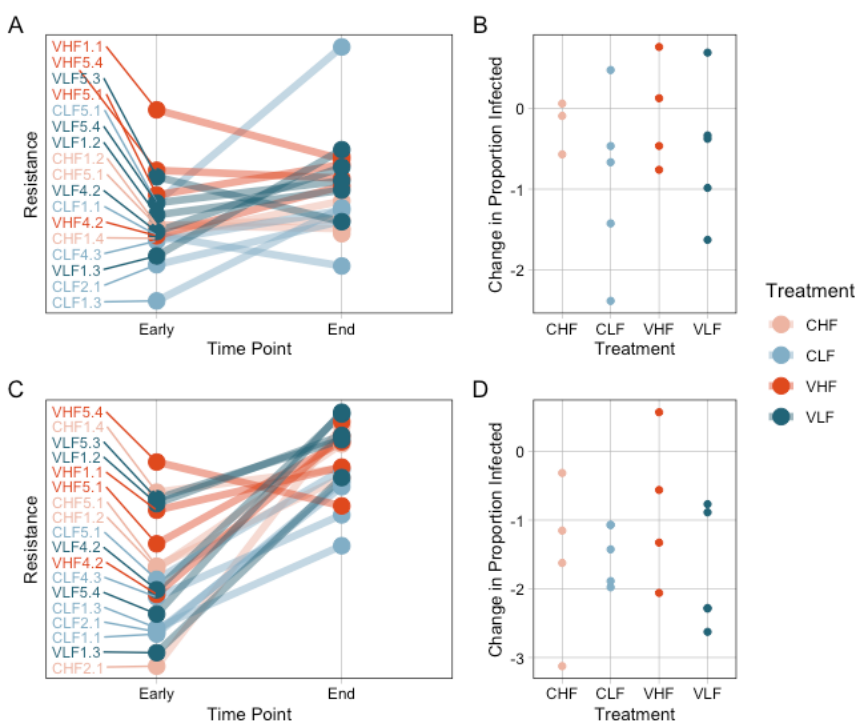 A
VHF1.1
VHF5.4
VLF5.3
VHF5.1
CLF5.1
VLF5.4
VLF1.2
CHF1.2
CHF5.1
VLF4.2
CLF1.1
VHF4.2
CHF1.4
CLF4.3
VLF1.3
CLF2.1
CLF1.3
Resistance
Early End
Time Point
B
Change in Proportion Infected
0
-1
-2
CHF CLF VHF VLF
Treatment
C
VHF5.4
CHF1.4
VLF5.3
VLF1.2
VHF1.1
VHF5.1
CHF5.1
CHF1.2
CLF5.1
VLF4.2
VHF4.2
CLF4.3
VLF5.4
CLF1.3
CLF2.1
CLF1.1
VLF1.3
CHF2.1
Resistance
Early End
Time Point
D
Change in Proportion Infected
0
-1
-2
-3
CHF CLF VHF VLF
Treatment
Treatment
CHF
CLF
VHF
VLF